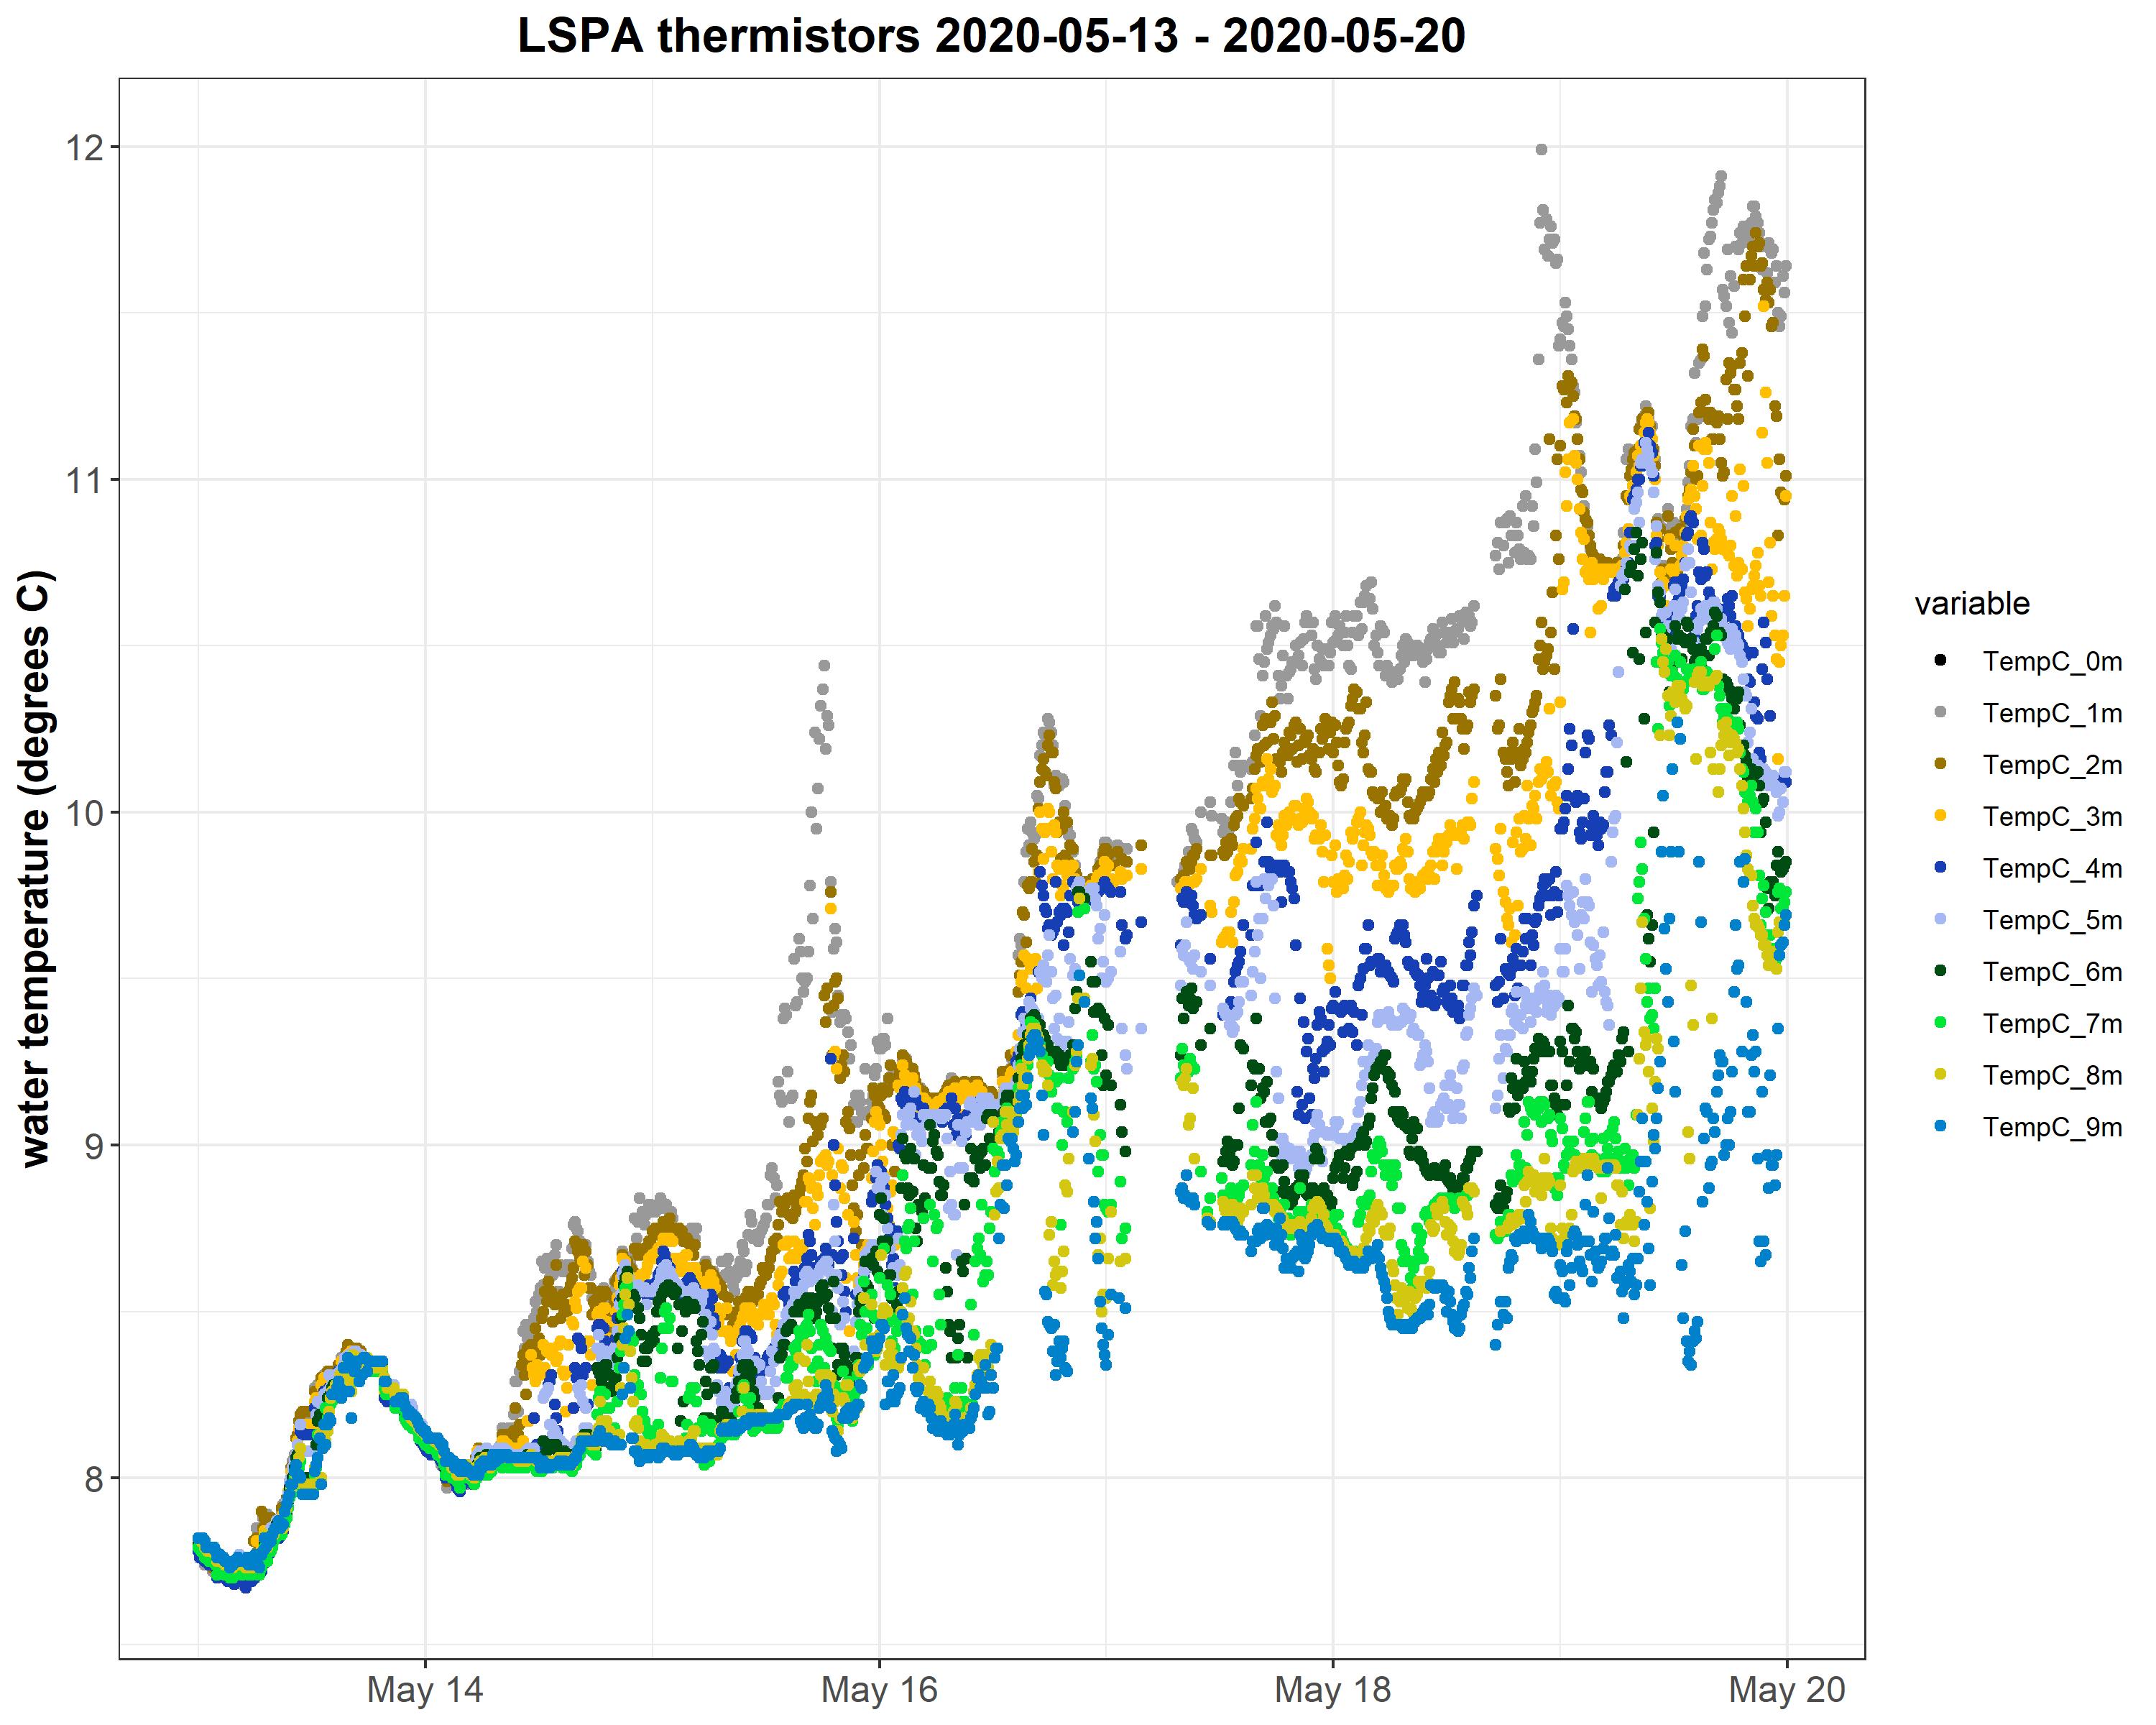 LSPA thermistors 2020-05-13 - 2020-05-20
water temperature (degrees C)
12
11
10
9
8
May 14
May 16
May 18
May 20
variable
TempC_0m
TempC_1m
TempC_2m
TempC_3m
TempC_4m
TempC_5m
TempC_6m
TempC_7m
TempC_8m
TempC_9m